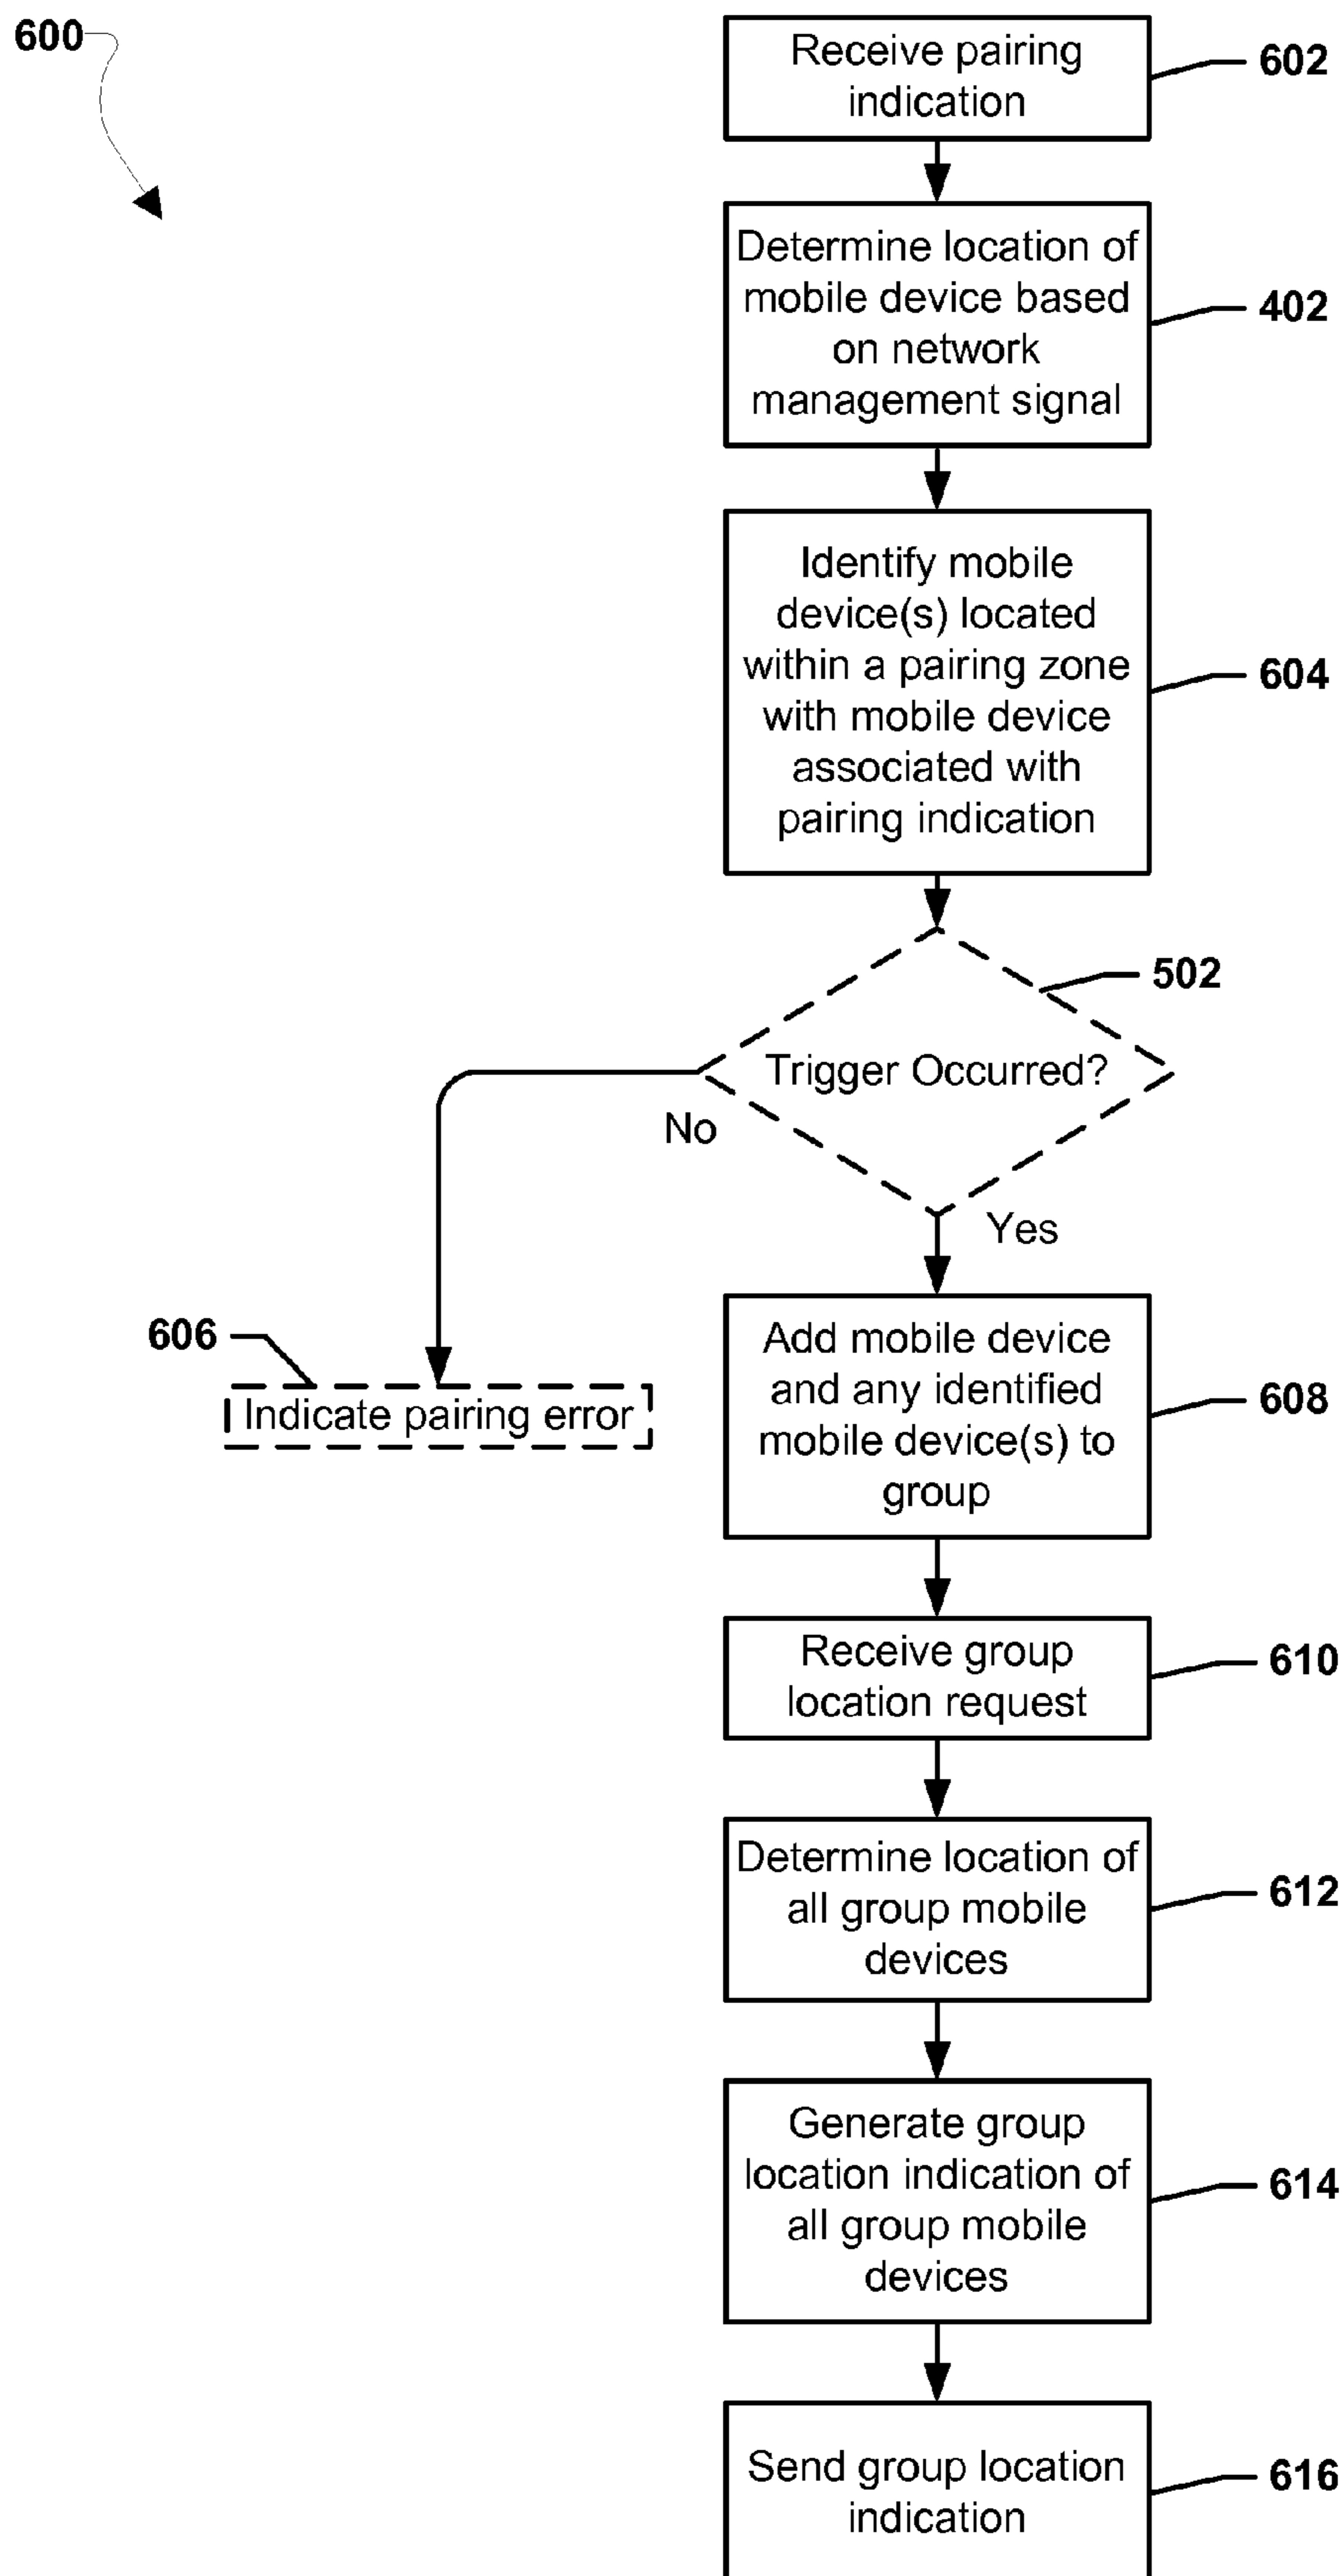 600
Receive pairing
indication
602
Determine location of
mobile device based
on network
management signal
402
Identify mobile
device(s) located
within a pairing zone
with mobile device
associated with
pairing indication
604
502
Trigger Occurred?
No
Yes
606
Indicate pairing error
Add mobile device
and any identified
mobile device(s) to
group
608
Receive group
location request
610
Determine location of
all group mobile
devices
612
Generate group
location indication of
all group mobile
devices
614
Send group location
indication
616